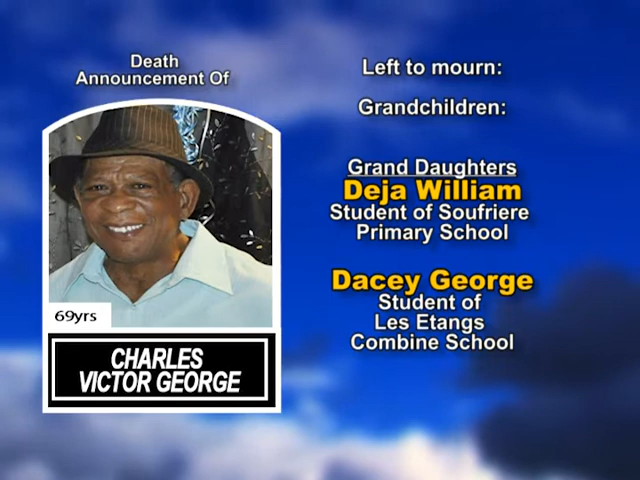 Death
Announcement Of
69yrs
CHARLES
VICTOR GEORGE
Left to mourn:
Grandchildren:
Grand Daughters
Deja William
Student of Soufriere
Primary School
Dacey George
Student of
Les Etangs
Combine School